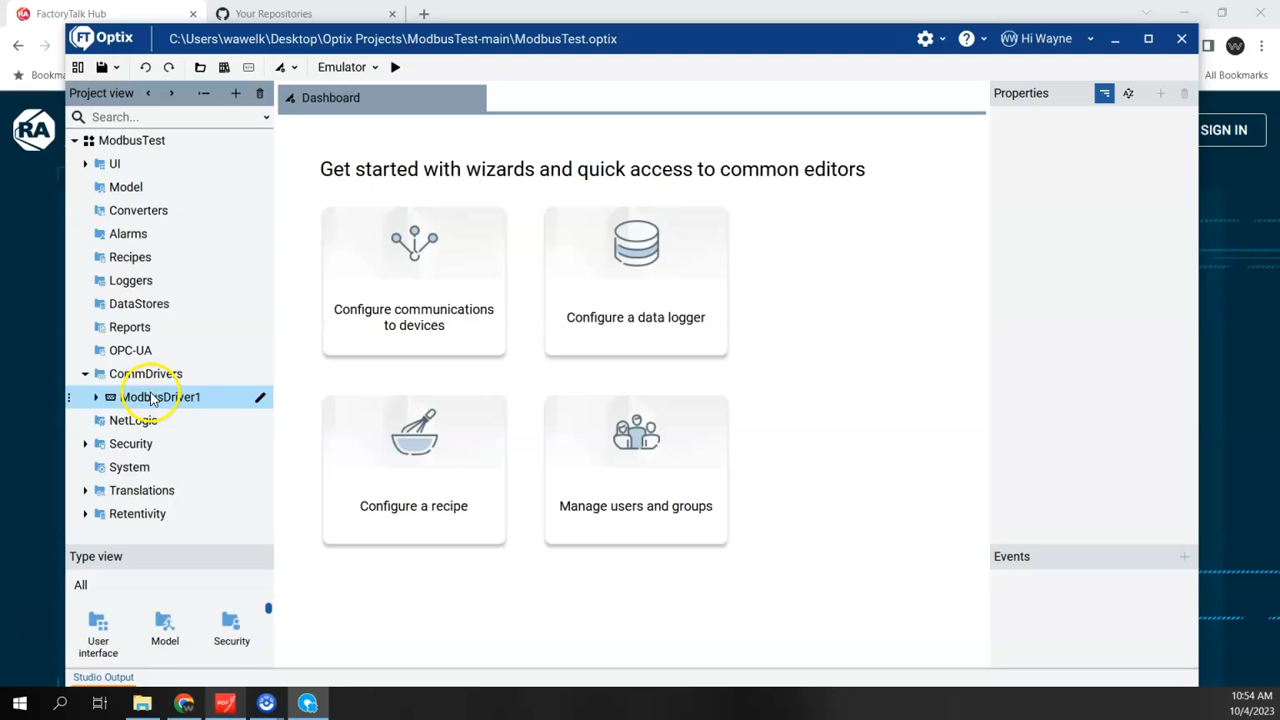 FactoryTalk Hub
Your Repositories
FT Optix
C:\Users\wawelk\Desktop\Optix Projects\ModbusTest-main\ModbusTest.optix
Hi Wayne
Bookma
All Bookmarks
Emulator
Project view
Dashboard
Properties
Search...
RA
SIGN IN
ModbusTest
UI
Model
Converters
Alarms
Recipes
Loggers
DataStores
Reports
OPC-UA
CommDrivers
ModbusDriver1
NetLogic
Security
System
Translations
Retentivity
Get started with wizards and quick access to common editors
Configure communications
to devices
Configure a data logger
Configure a recipe
Manage users and groups
Type view
Events
All
User
interface
Model
Security
Studio Output
10:54 AM
10/4/2023